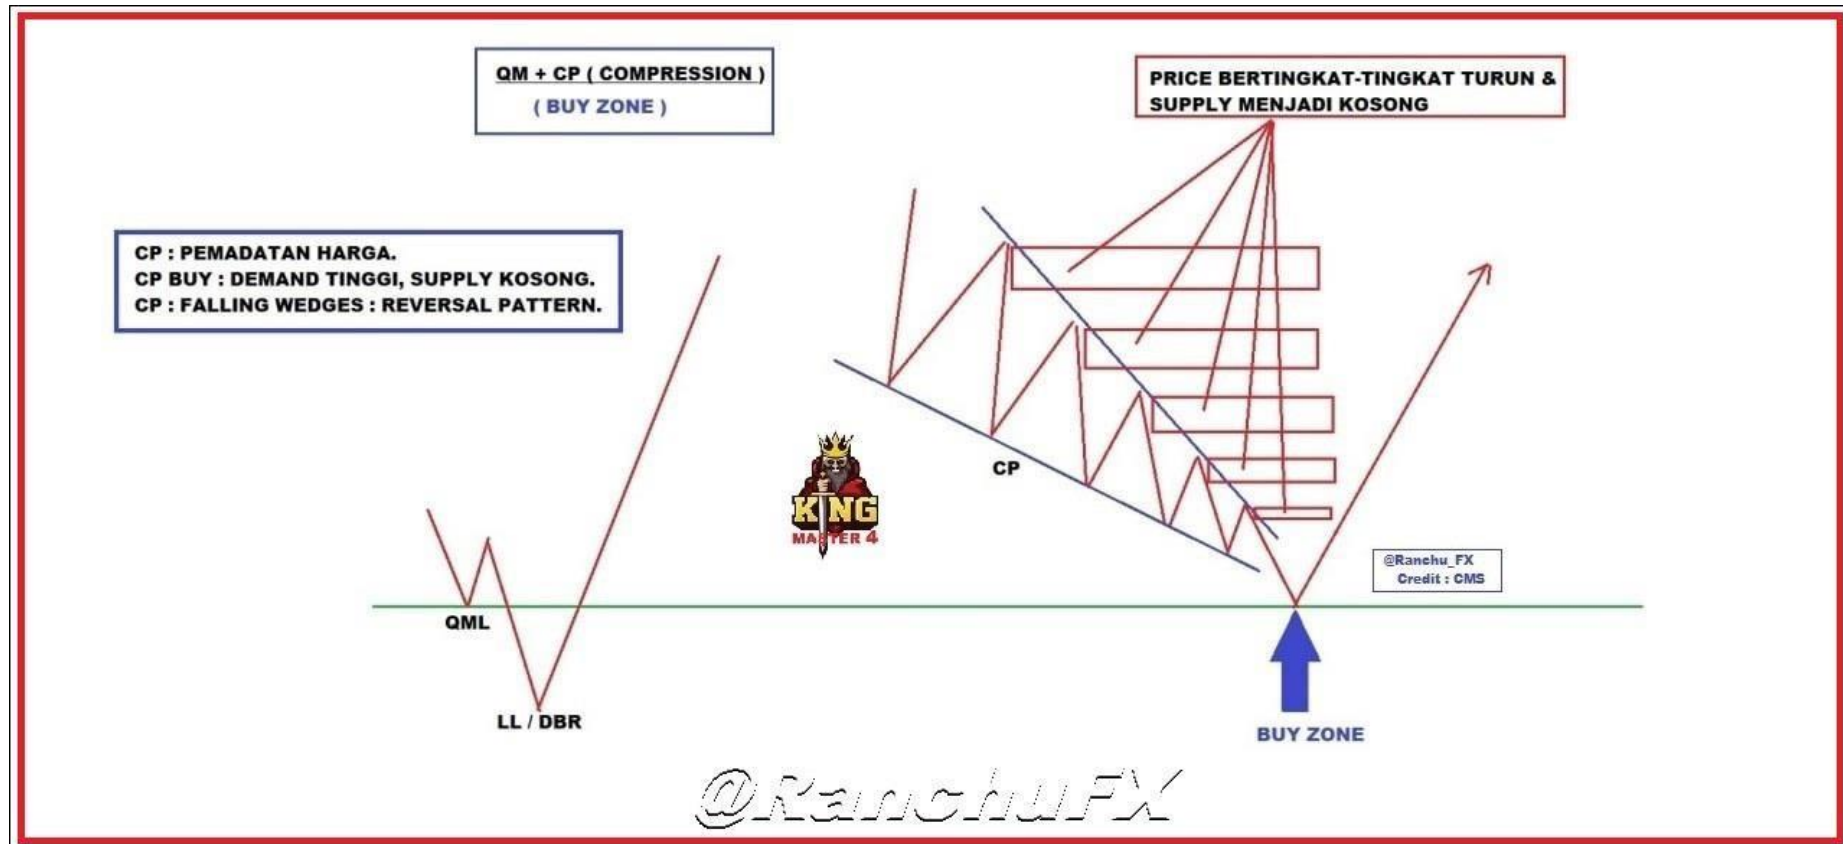 QM + CP ( COMPRESSION )
( BUY ZONE )
PRICE BERTINGKAT-TINGKAT TURUN &
SUPPLY MENJADI KOSONG
CP : PEMADATAN HARGA.
CP BUY : DEMAND TINGGI, SUPPLY KOSONG.
CP : FALLING WEDGES : REVERSAL PATTERN.
CP
KING
MASTER 4
@Ranchu_FX
Credit : CMS
QML
LL / DBR
BUY ZONE
@RanchuFX